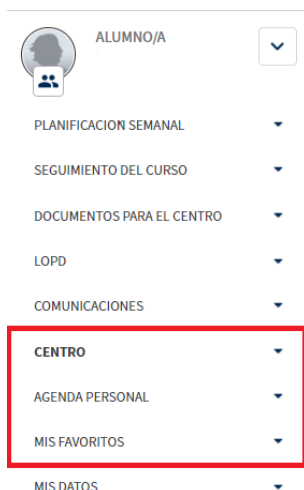 ALUMNO/A
PLANIFICACION SEMANAL
SEGUIMIENTO DEL CURSO
DOCUMENTOS PARA EL CENTRO
LOPD
COMUNICACIONES
CENTRO
AGENDA PERSONAL
MIS FAVORITOS
MIS DATOS